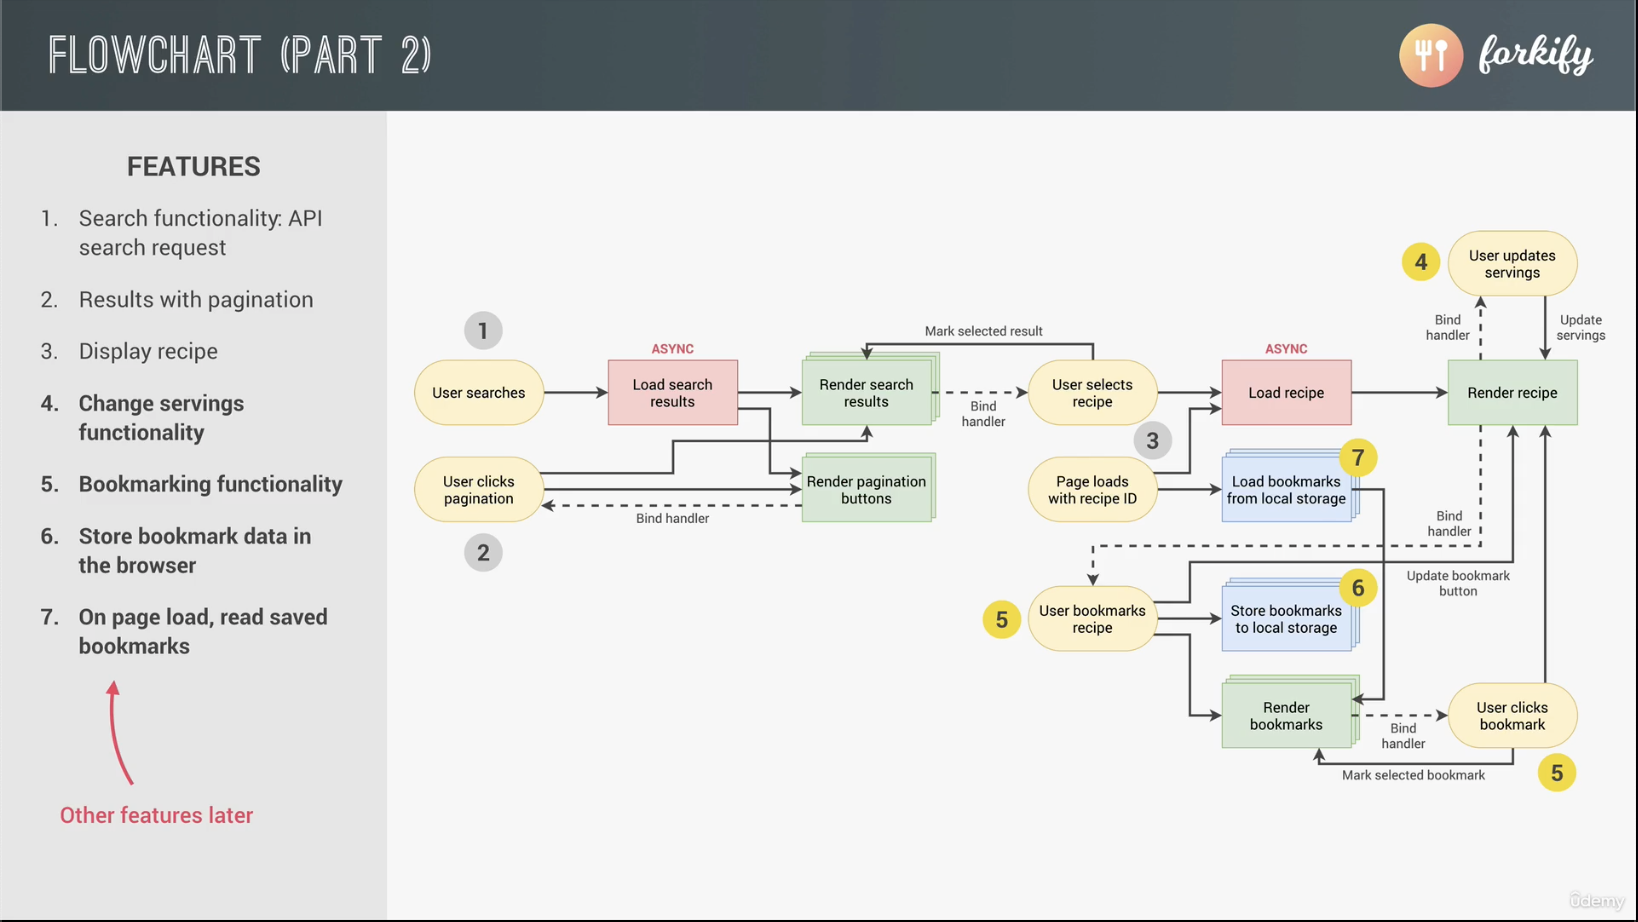 FLOWCHART (PART 2)
forkify
FEATURES
1. Search functionality: API
search request
2. Results with pagination
3. Display recipe
4. Change servings
functionality
5. Bookmarking functionality
6. Store bookmark data in
the browser
7. On page load, read saved
bookmarks
Other features later
1
User searches
ASYNC
Load search
results
Render search
results
Mark selected result
Bind
handler
User selects
recipe
3
ASYNC
Load recipe
Render recipe
4
User updates
servings
Bind
handler
Update
servings
User clicks
pagination
2
Bind handler
Render pagination
buttons
Page loads
with recipe ID
Load bookmarks
from local storage
7
Bind
handler
Update bookmark
button
5
User bookmarks
recipe
Store bookmarks
to local storage
6
Render
bookmarks
Bind
handler
User clicks
bookmark
5
Mark selected bookmark
ûdemy